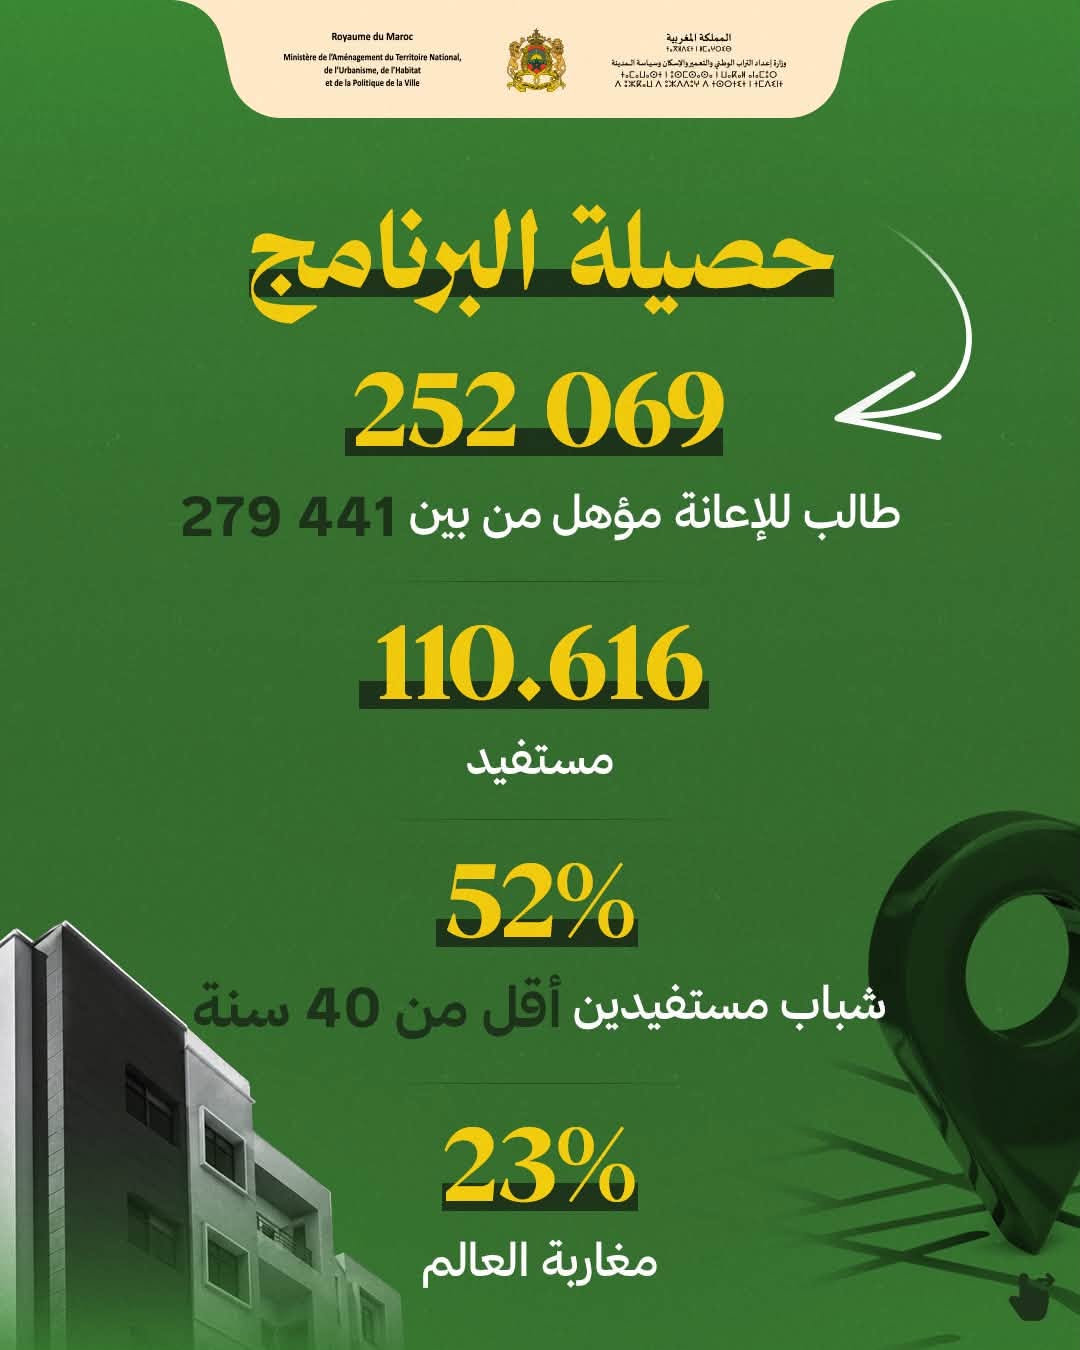 Royaume du Maroc
Ministère de l'Aménagement du Territoire National,
de l'Urbanisme, de l'Habitat
et de la Politique de la Ville
المملكة المغربية
ⵜⴰⴳⵍⴷⵉⵜ ⵏ ⵍⵎⵖⵔⵉⴱ
وزارة إعداد التراب الوطني والتعمير والإسكان وسياسة المدينة
حصيلة البرنامج
252 069
طالب للإعانة مؤهل من بين 279 441
110.616
مستفيد
52%
شباب مستفيدين أقل من 40 سنة
23%
مغاربة العالم